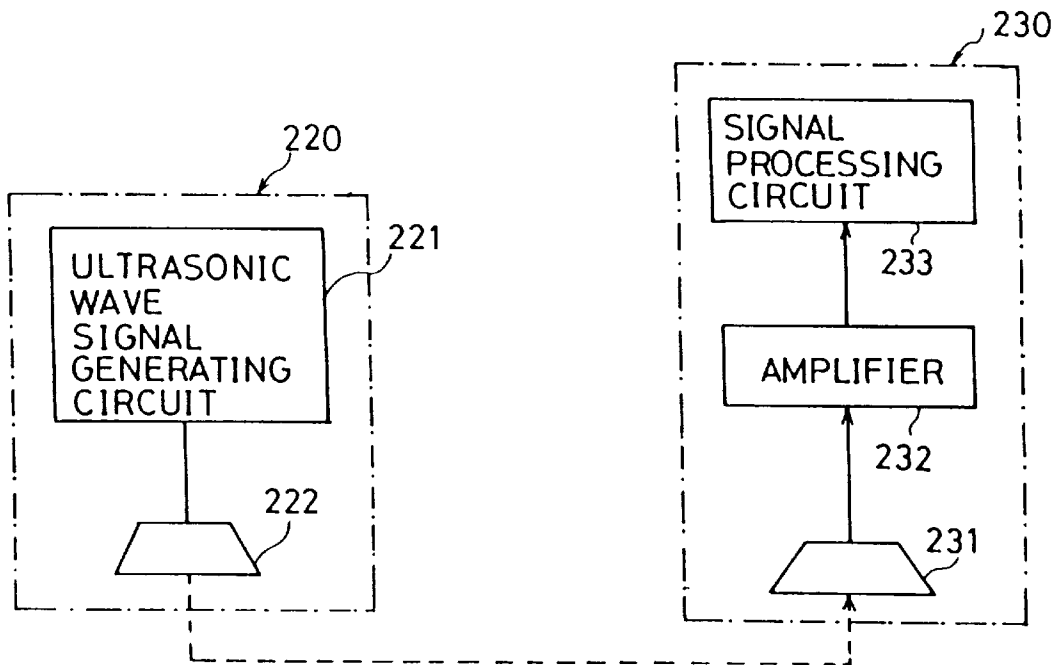 220
221
ULTRASONIC
WAVE
SIGNAL
GENERATING
CIRCUIT
222
230
SIGNAL
PROCESSING
CIRCUIT
233
AMPLIFIER
232
231